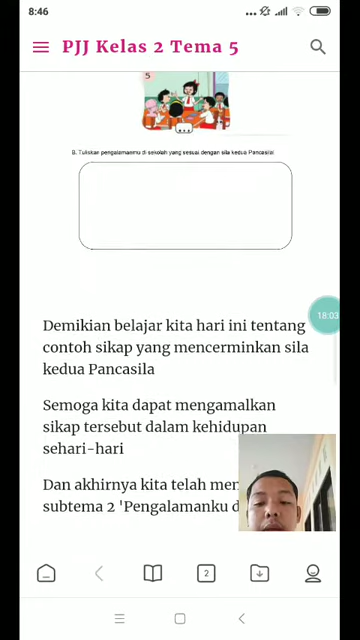 8:46
PJJ Kelas 2 Tema 5
5
B. Tuliskan pengalamanmu di sekolah yang sesuai dengan sila kedua Pancasila!
18:03
Demikian belajar kita hari ini tentang
contoh sikap yang mencerminkan sila
kedua Pancasila
Semoga kita dapat mengamalkan
sikap tersebut dalam kehidupan
sehari-hari
Dan akhirnya kita telah
subtema 2 'Pengalamanku
2